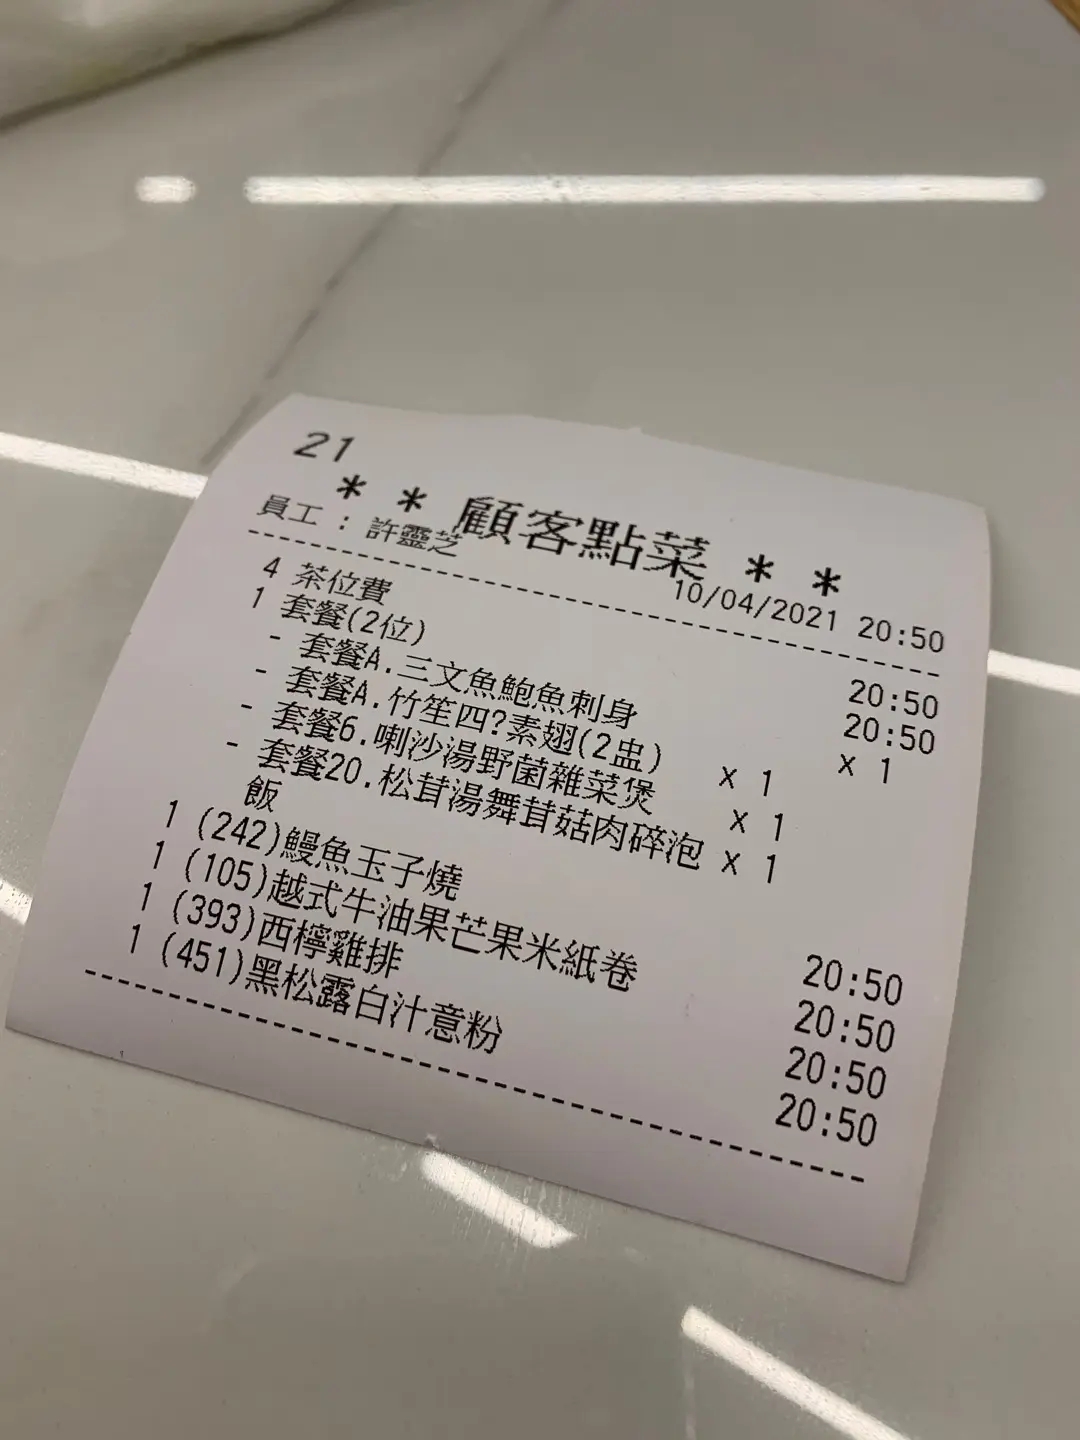 21
* * 顧客點菜 * *
員工 : 許靈芝 10/04/2021 20:50
4 茶位費 20:50
1 套餐(2位) 20:50
- 套餐A.三文魚鮑魚刺身 x 1
- 套餐A.竹笙四?素翅(2盅) x 1
- 套餐6.喇沙湯野菌雜菜煲 x 1
- 套餐20.松茸湯舞茸菇肉碎泡飯 x 1
1 (242)鰻魚玉子燒 20:50
1 (105)越式牛油果芒果米紙卷 20:50
1 (393)西檸雞排 20:50
1 (451)黑松露白汁意粉 20:50